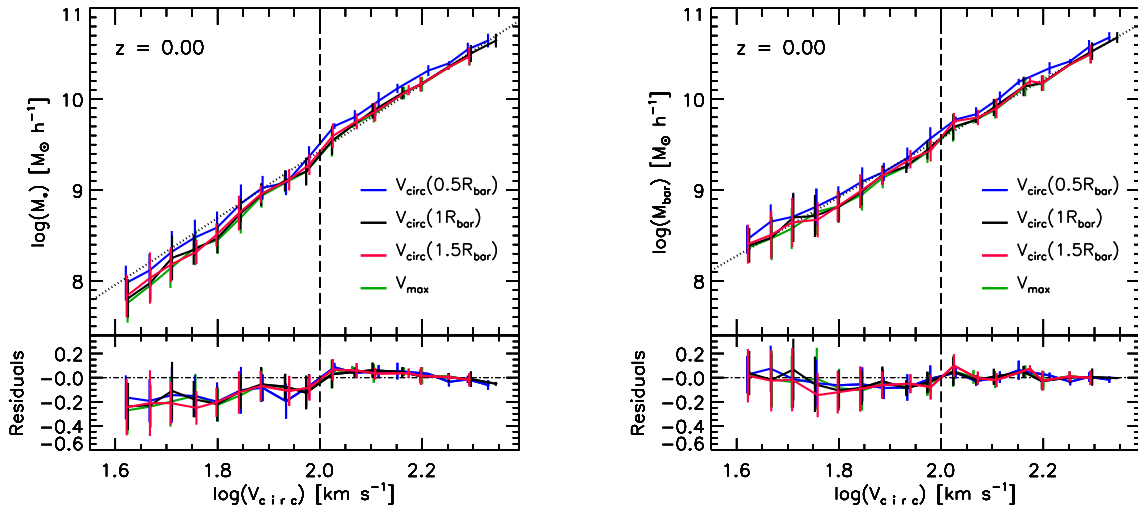 z = 0.00
log(M*) [M⊙ h⁻¹]
11
10
9
8
Vcirc(0.5Rbar)
Vcirc(1Rbar)
Vcirc(1.5Rbar)
Vmax
Residuals
0.2
-0.0
-0.2
-0.4
-0.6
1.6 1.8 2.0 2.2
log(Vcirc) [km s⁻¹]
z = 0.00
log(Mbar) [M⊙ h⁻¹]
11
10
9
8
Vcirc(0.5Rbar)
Vcirc(1Rbar)
Vcirc(1.5Rbar)
Vmax
Residuals
0.2
-0.0
-0.2
-0.4
-0.6
1.6 1.8 2.0 2.2
log(Vcirc) [km s⁻¹]